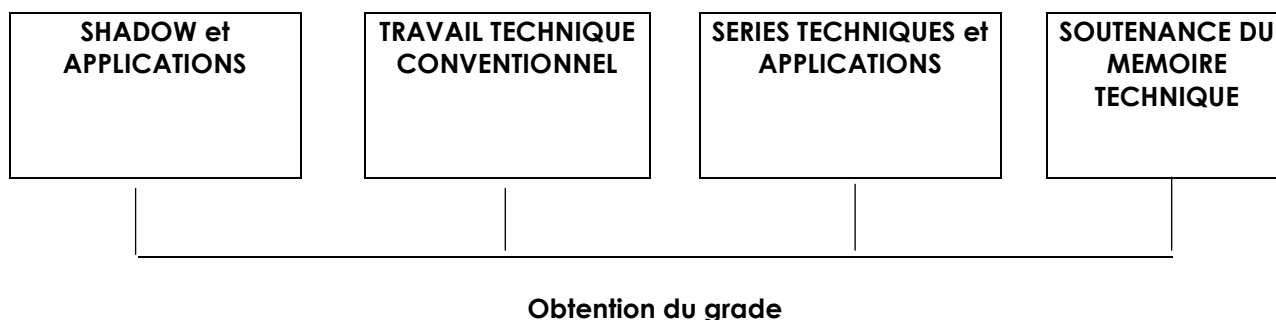 SHADOW et
APPLICATIONS
TRAVAIL TECHNIQUE
CONVENTIONNEL
SERIES TECHNIQUES et
APPLICATIONS
SOUTENANCE DU
MEMOIRE
TECHNIQUE
Obtention du grade